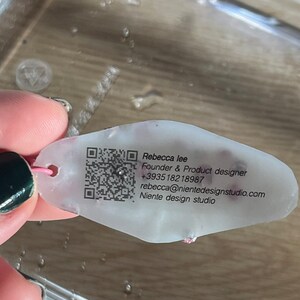 Rebecca lee
Founder & Product designer
+393518218987
rebecca@nientedesignstudio.com
Niente design studio